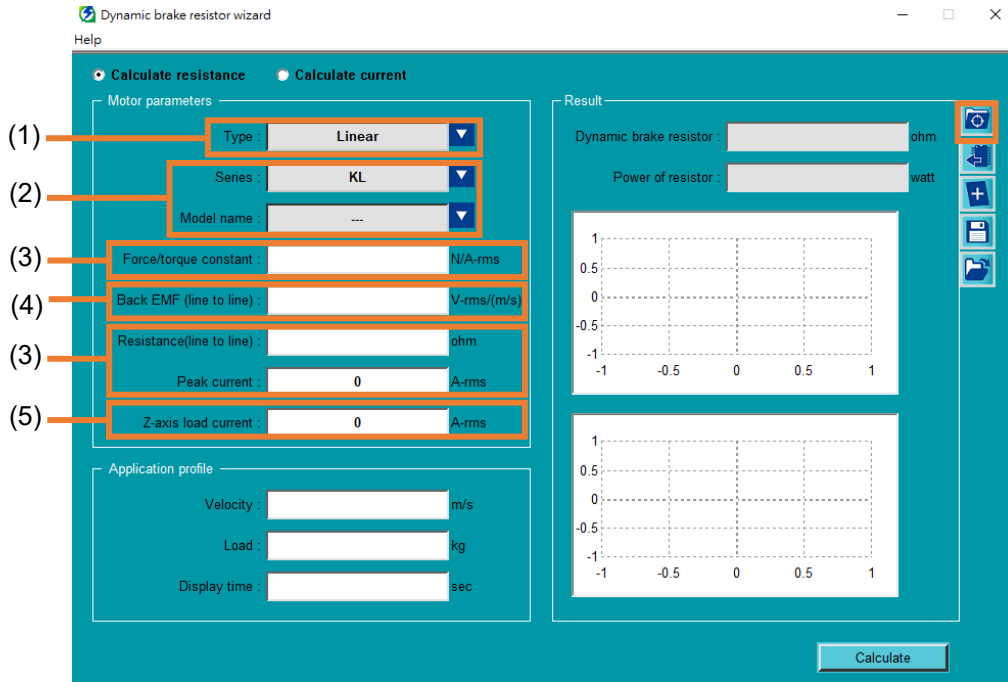 Dynamic brake resistor wizard
Help
Calculate resistance Calculate current
Motor parameters
(1) Type : Linear
(2) Series : KL
Model name : ---
(3) Force/torque constant : N/A-rms
(4) Back EMF (line to line) : V-rms/(m/s)
(3) Resistance(line to line) : ohm
Peak current : 0 A-rms
(5) Z-axis load current : 0 A-rms
Application profile
Velocity : m/s
Load : kg
Display time : sec
Result
Dynamic brake resistor : ohm
Power of resistor : watt
1
0.5
0
-0.5
-1
-1 -0.5 0 0.5 1
1
0.5
0
-0.5
-1
-1 -0.5 0 0.5 1
Calculate